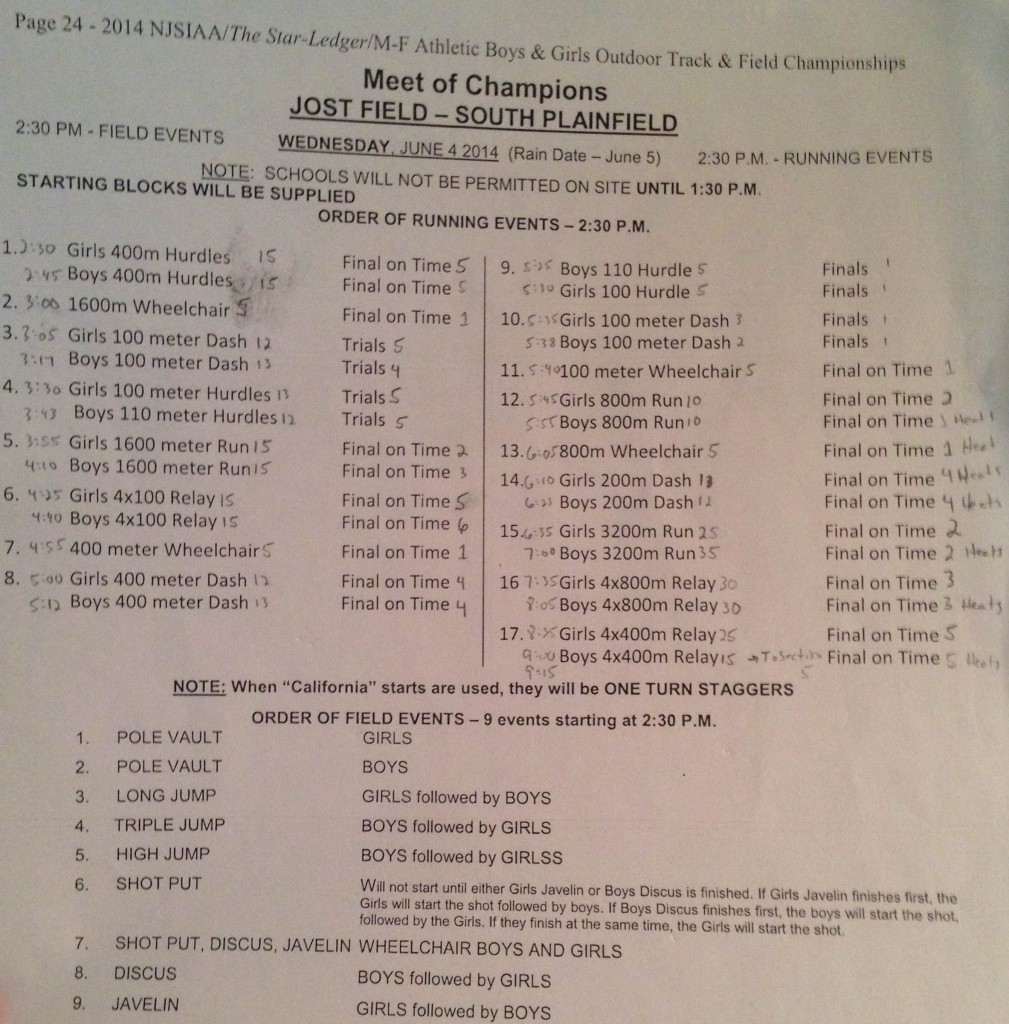 Page 24 - 2014 NJSIAA/The Star-Ledger/M-F Athletic Boys & Girls Outdoor Track & Field Championships
Meet of Champions
JOST FIELD – SOUTH PLAINFIELD
WEDNESDAY, JUNE 4 2014 (Rain Date – June 5)
2:30 PM - FIELD EVENTS 2:30 P.M. - RUNNING EVENTS
NOTE: SCHOOLS WILL NOT BE PERMITTED ON SITE UNTIL 1:30 P.M.
STARTING BLOCKS WILL BE SUPPLIED
ORDER OF RUNNING EVENTS – 2:30 P.M.
1. 2:30 Girls 400m Hurdles 15 Final on Time 5
2:45 Boys 400m Hurdles 15 Final on Time 5
2. 3:00 1600m Wheelchair 5 Final on Time 1
3. 3:05 Girls 100 meter Dash 12 Trials 5
3:17 Boys 100 meter Dash 13 Trials 4
4. 3:30 Girls 100 meter Hurdles 13 Trials 5
3:43 Boys 110 meter Hurdles 12 Trials 5
5. 3:55 Girls 1600 meter Run 15 Final on Time 2
4:10 Boys 1600 meter Run 15 Final on Time 3
6. 4:25 Girls 4x100 Relay 15 Final on Time 5
4:40 Boys 4x100 Relay 15 Final on Time 6
7. 4:55 400 meter Wheelchair 5 Final on Time 1
8. 5:00 Girls 400 meter Dash 12 Final on Time 4
5:12 Boys 400 meter Dash 13 Final on Time 4
9. 5:25 Boys 110 Hurdle 5 Finals 1
5:30 Girls 100 Hurdle 5 Finals 1
10. 5:35 Girls 100 meter Dash 3 Finals 1
5:38 Boys 100 meter Dash 2 Finals 1
11. 5:40 100 meter Wheelchair 5 Final on Time 1
12. 5:45 Girls 800m Run 10 Final on Time 2
5:55 Boys 800m Run 10 Final on Time 1 Heat
13. 6:05 800m Wheelchair 5 Final on Time 1 Heat
14. 6:10 Girls 200m Dash Final on Time 4 Heats
6:23 Boys 200m Dash 12 Final on Time 4 Heats
15. 6:35 Girls 3200m Run 25 Final on Time 2
7:00 Boys 3200m Run 35 Final on Time 2 Heats
16 7:35 Girls 4x800m Relay 30 Final on Time 3
8:05 Boys 4x800m Relay 30 Final on Time 3 Heats
17. 8:35 Girls 4x400m Relay 25 Final on Time 5
9:00 Boys 4x400m Relay 15 Final on Time 5 Heats
9:15
NOTE: When "California" starts are used, they will be ONE TURN STAGGERS
ORDER OF FIELD EVENTS – 9 events starting at 2:30 P.M.
1. POLE VAULT GIRLS
2. POLE VAULT BOYS
3. LONG JUMP GIRLS followed by BOYS
4. TRIPLE JUMP BOYS followed by GIRLS
5. HIGH JUMP BOYS followed by GIRLSS
6. SHOT PUT Will not start until either Girls Javelin or Boys Discus is finished. If Girls Javelin finishes first, the
Girls will start the shot followed by boys. If Boys Discus finishes first, the boys will start the shot,
followed by the Girls. If they finish at the same time, the Girls will start the shot.
7. SHOT PUT, DISCUS, JAVELIN WHEELCHAIR BOYS AND GIRLS
8. DISCUS BOYS followed by GIRLS
9. JAVELIN GIRLS followed by BOYS